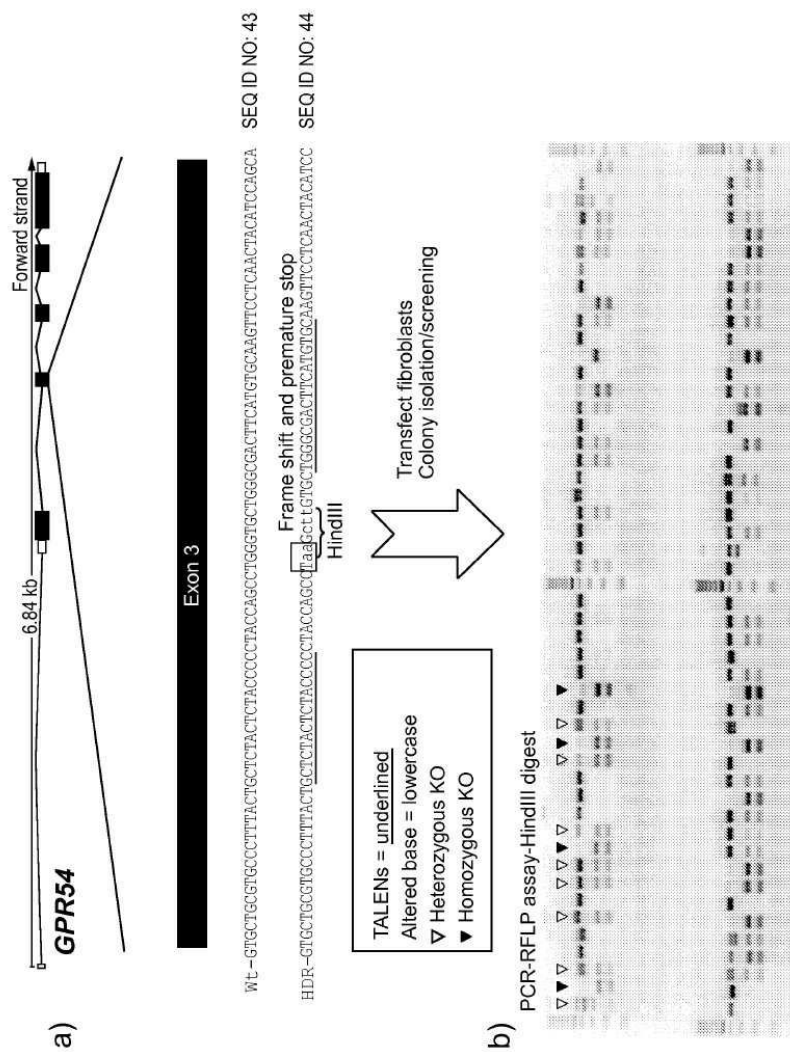 a)
GPR54
6.84 kb
Forward strand
Exon 3
Wt-GTGCTGCGTGCCCTTTACTGCTCTACTCTACCCCCTACCAGCCTGGGTGCTGGGCGACTTCATGTGCAAGTTCCTCAACTACATCCAGCA SEQ ID NO: 43
Frame shift and premature stop
HDR-GTGCTGCGTGCCCTTTACTGCTCTACTCTACCCCCTACCAGCCTaaGcttGTGCTGGGCGACTTCATGTGCAAGTTCCTCAACTACATCC SEQ ID NO: 44
HindIII
TALENs = underlined
Altered base = lowercase
▽ Heterozygous KO
▼ Homozygous KO
Transfect fibroblasts
Colony isolation/screening
b)
PCR-RFLP assay-HindIII digest